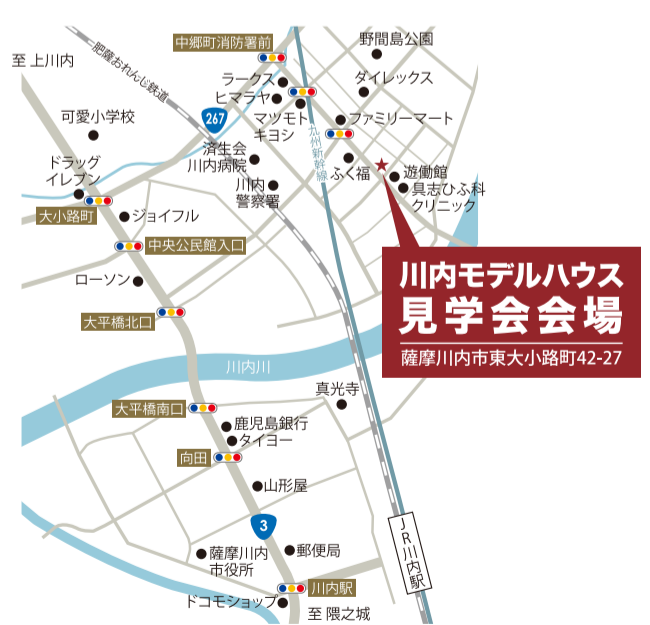 中郷町消防署前
野間島公園
至 上川内
肥薩おれんじ鉄道
ラークス
ダイレックス
ヒマラヤ
267
可愛小学校
マツモト
キヨシ
ファミリーマート
九州新幹線
済生会
川内病院
ドラッグ
イレブン
ふく福
遊働館
川内
警察署
具志ひふ科
クリニック
大小路町
ジョイフル
中央公民館入口
ローソン
川内モデルハウス
見学会会場
薩摩川内市東大小路町42-27
大平橋北口
川内川
真光寺
大平橋南口
鹿児島銀行
タイヨー
向田
山形屋
3
JR川内駅
薩摩川内
市役所
郵便局
川内駅
ドコモショップ
至 隈之城